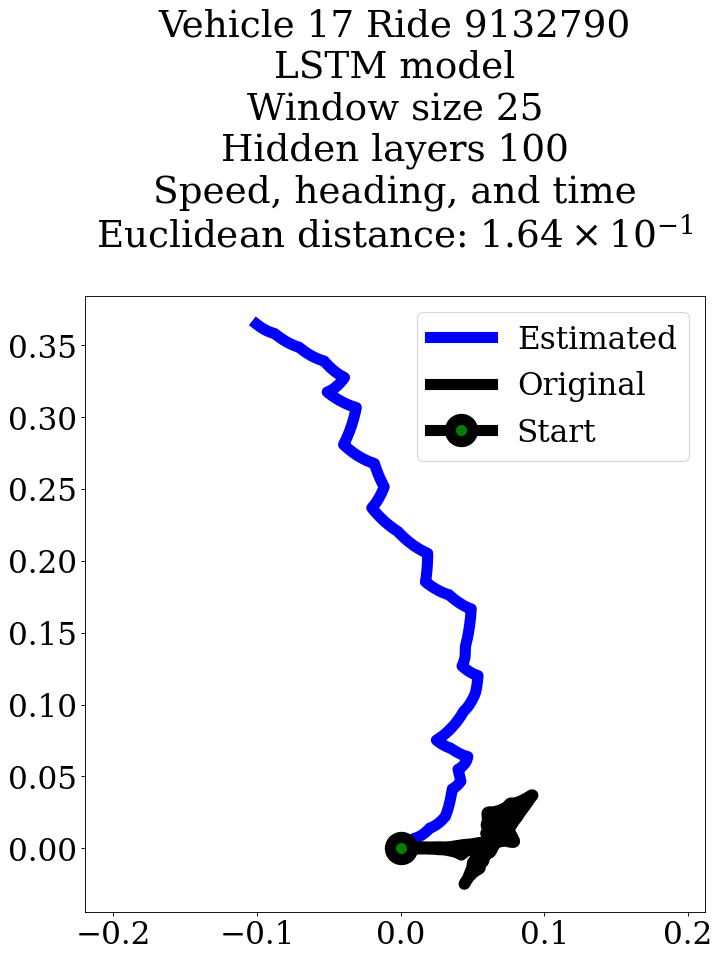 Vehicle 17 Ride 9132790
LSTM model
Window size 25
Hidden layers 100
Speed, heading, and time
Euclidean distance: 1.64 × 10⁻¹
Estimated
Original
Start
0.35
0.30
0.25
0.20
0.15
0.10
0.05
0.00
−0.2 −0.1 0.0 0.1 0.2